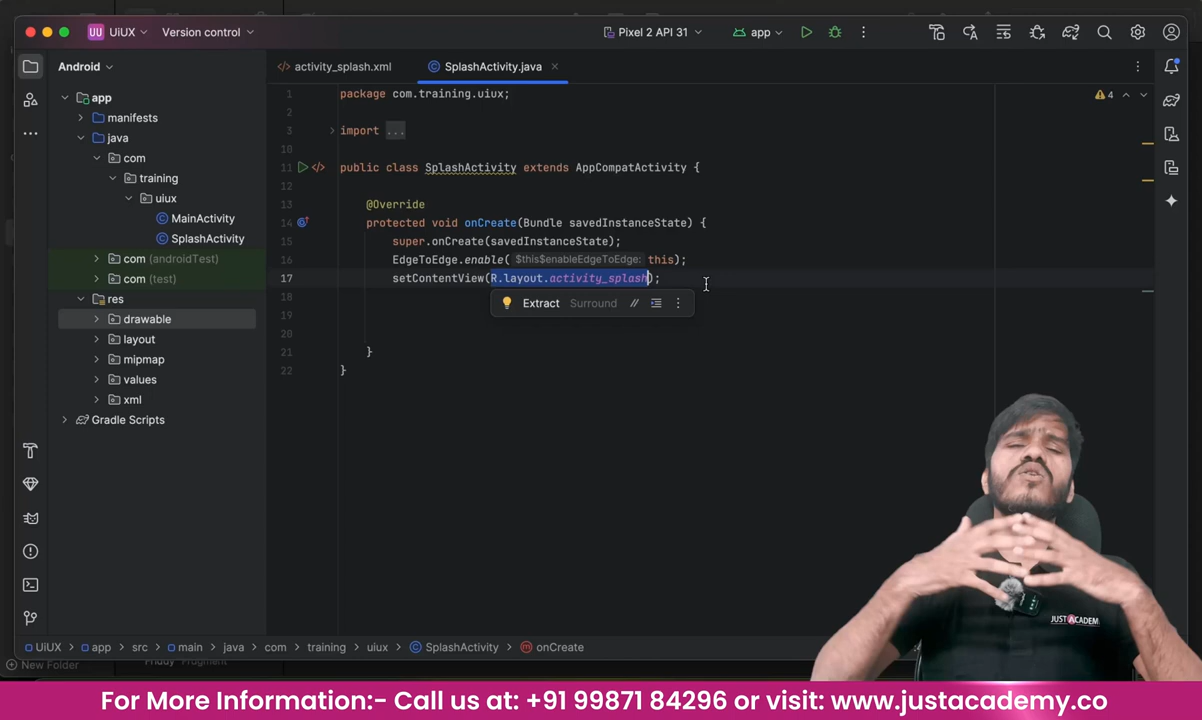 UU UiUX Version control
Pixel 2 API 31 app
Android
activity_splash.xml
SplashActivity.java
app
manifests
java
com
training
uiux
MainActivity
SplashActivity
com (androidTest)
com (test)
res
drawable
layout
mipmap
values
xml
Gradle Scripts
4
1 package com.training.uiux;
2
3 import ...
10
11 public class SplashActivity extends AppCompatActivity {
12
13 @Override
14 protected void onCreate(Bundle savedInstanceState) {
15 super.onCreate(savedInstanceState);
16 EdgeToEdge.enable( $this$enableEdgeToEdge: this);
17 setContentView(R.layout.activity_splash);
18 Extract Surround //
19
20
21 }
22 }
JUSTACADEMY
UiUX app src main java com training uiux SplashActivity onCreate
New Folder Friday Fragment
For More Information:- Call us at: +91 99871 84296 or visit: www.justacademy.co